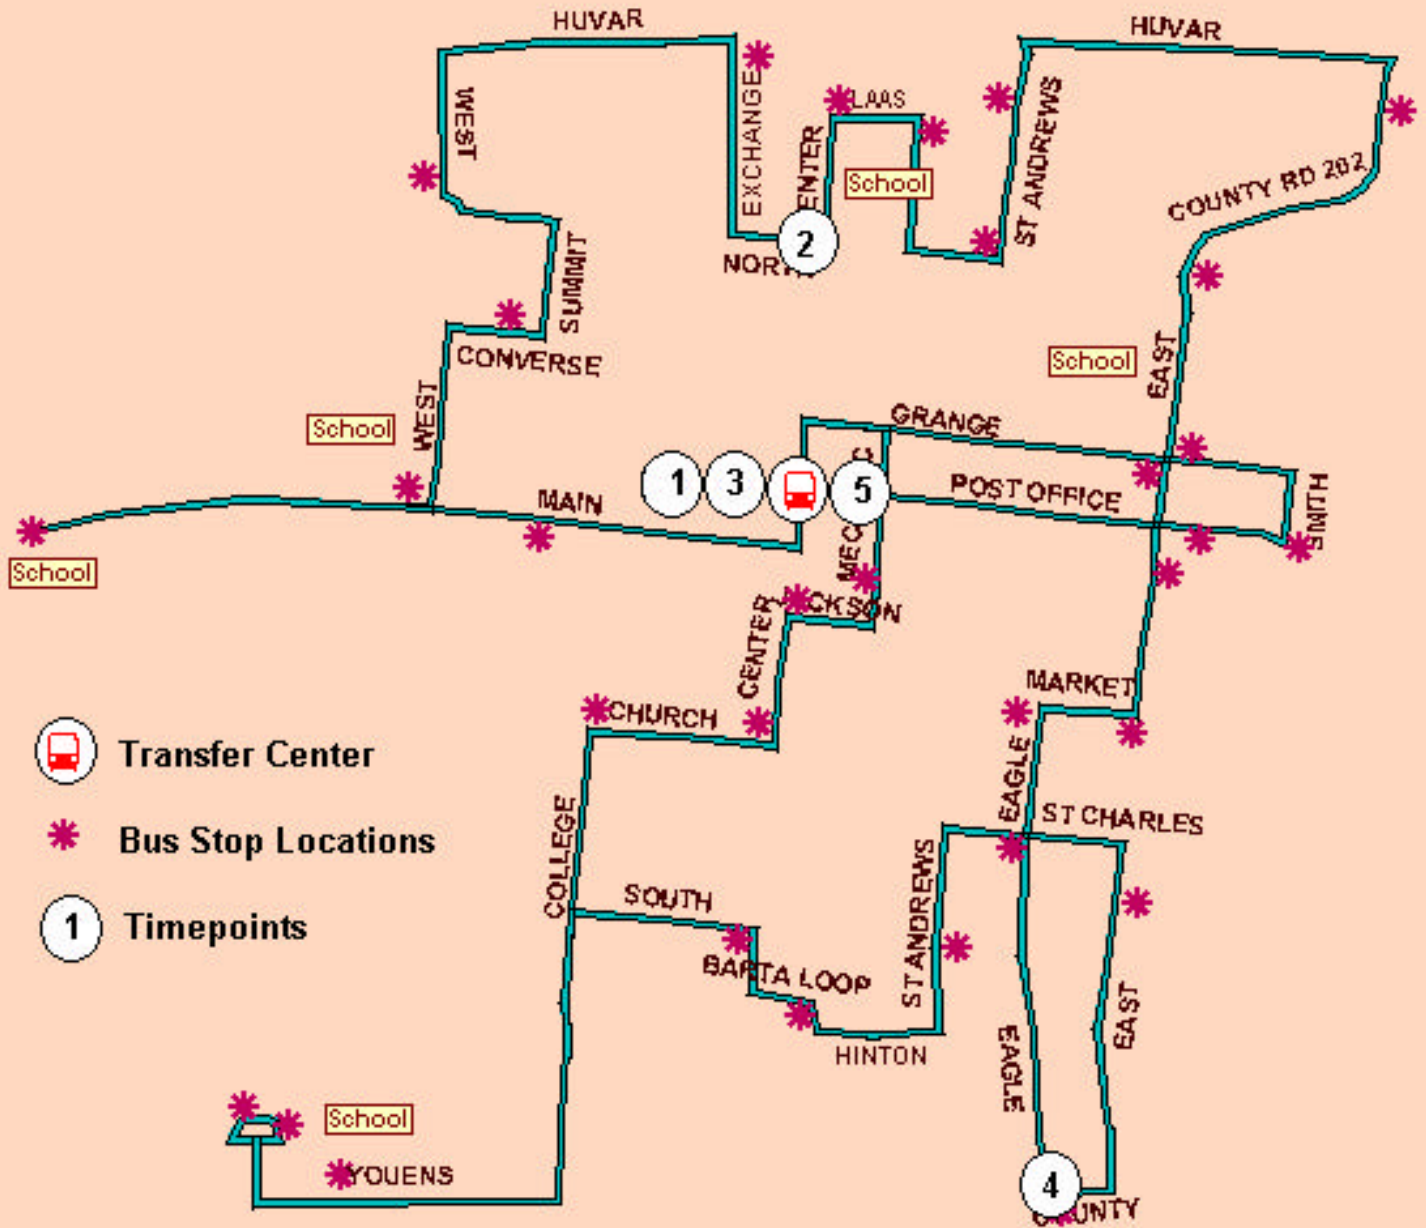 HUVAR
HUVAR
WEST
EXCHANGE
LAAS
ENTER
School
ST ANDREWS
COUNTY RD 202
2
NORTH
SUMMIT
CONVERSE
School
EAST
WEST
School
GRANGE
1
3
5
MAIN
POST OFFICE
SMITH
School
CKSON
CENTER
MARKET
CHURCH
EAGLE
Transfer Center
ST CHARLES
Bus Stop Locations
COLLEGE
SOUTH
ST ANDREWS
1
Timepoints
BARTA LOOP
EAST
HINTON
EAGLE
School
YOUENS
4
COUNTY